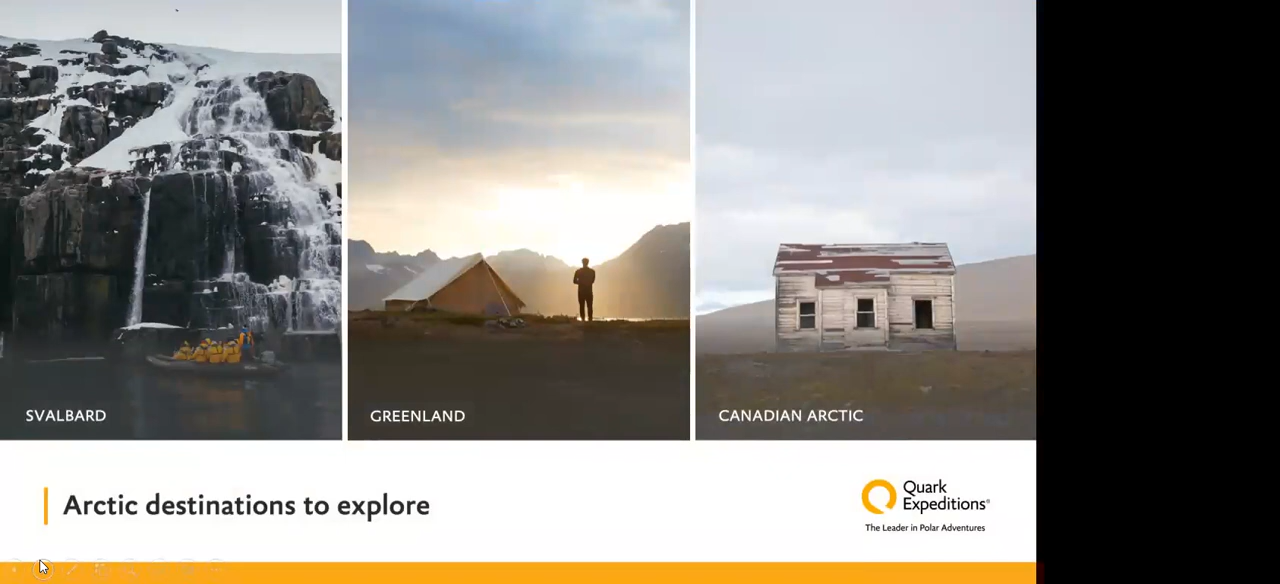 SVALBARD
GREENLAND
CANADIAN ARCTIC
Arctic destinations to explore
Quark
Expeditions®
The Leader in Polar Adventures